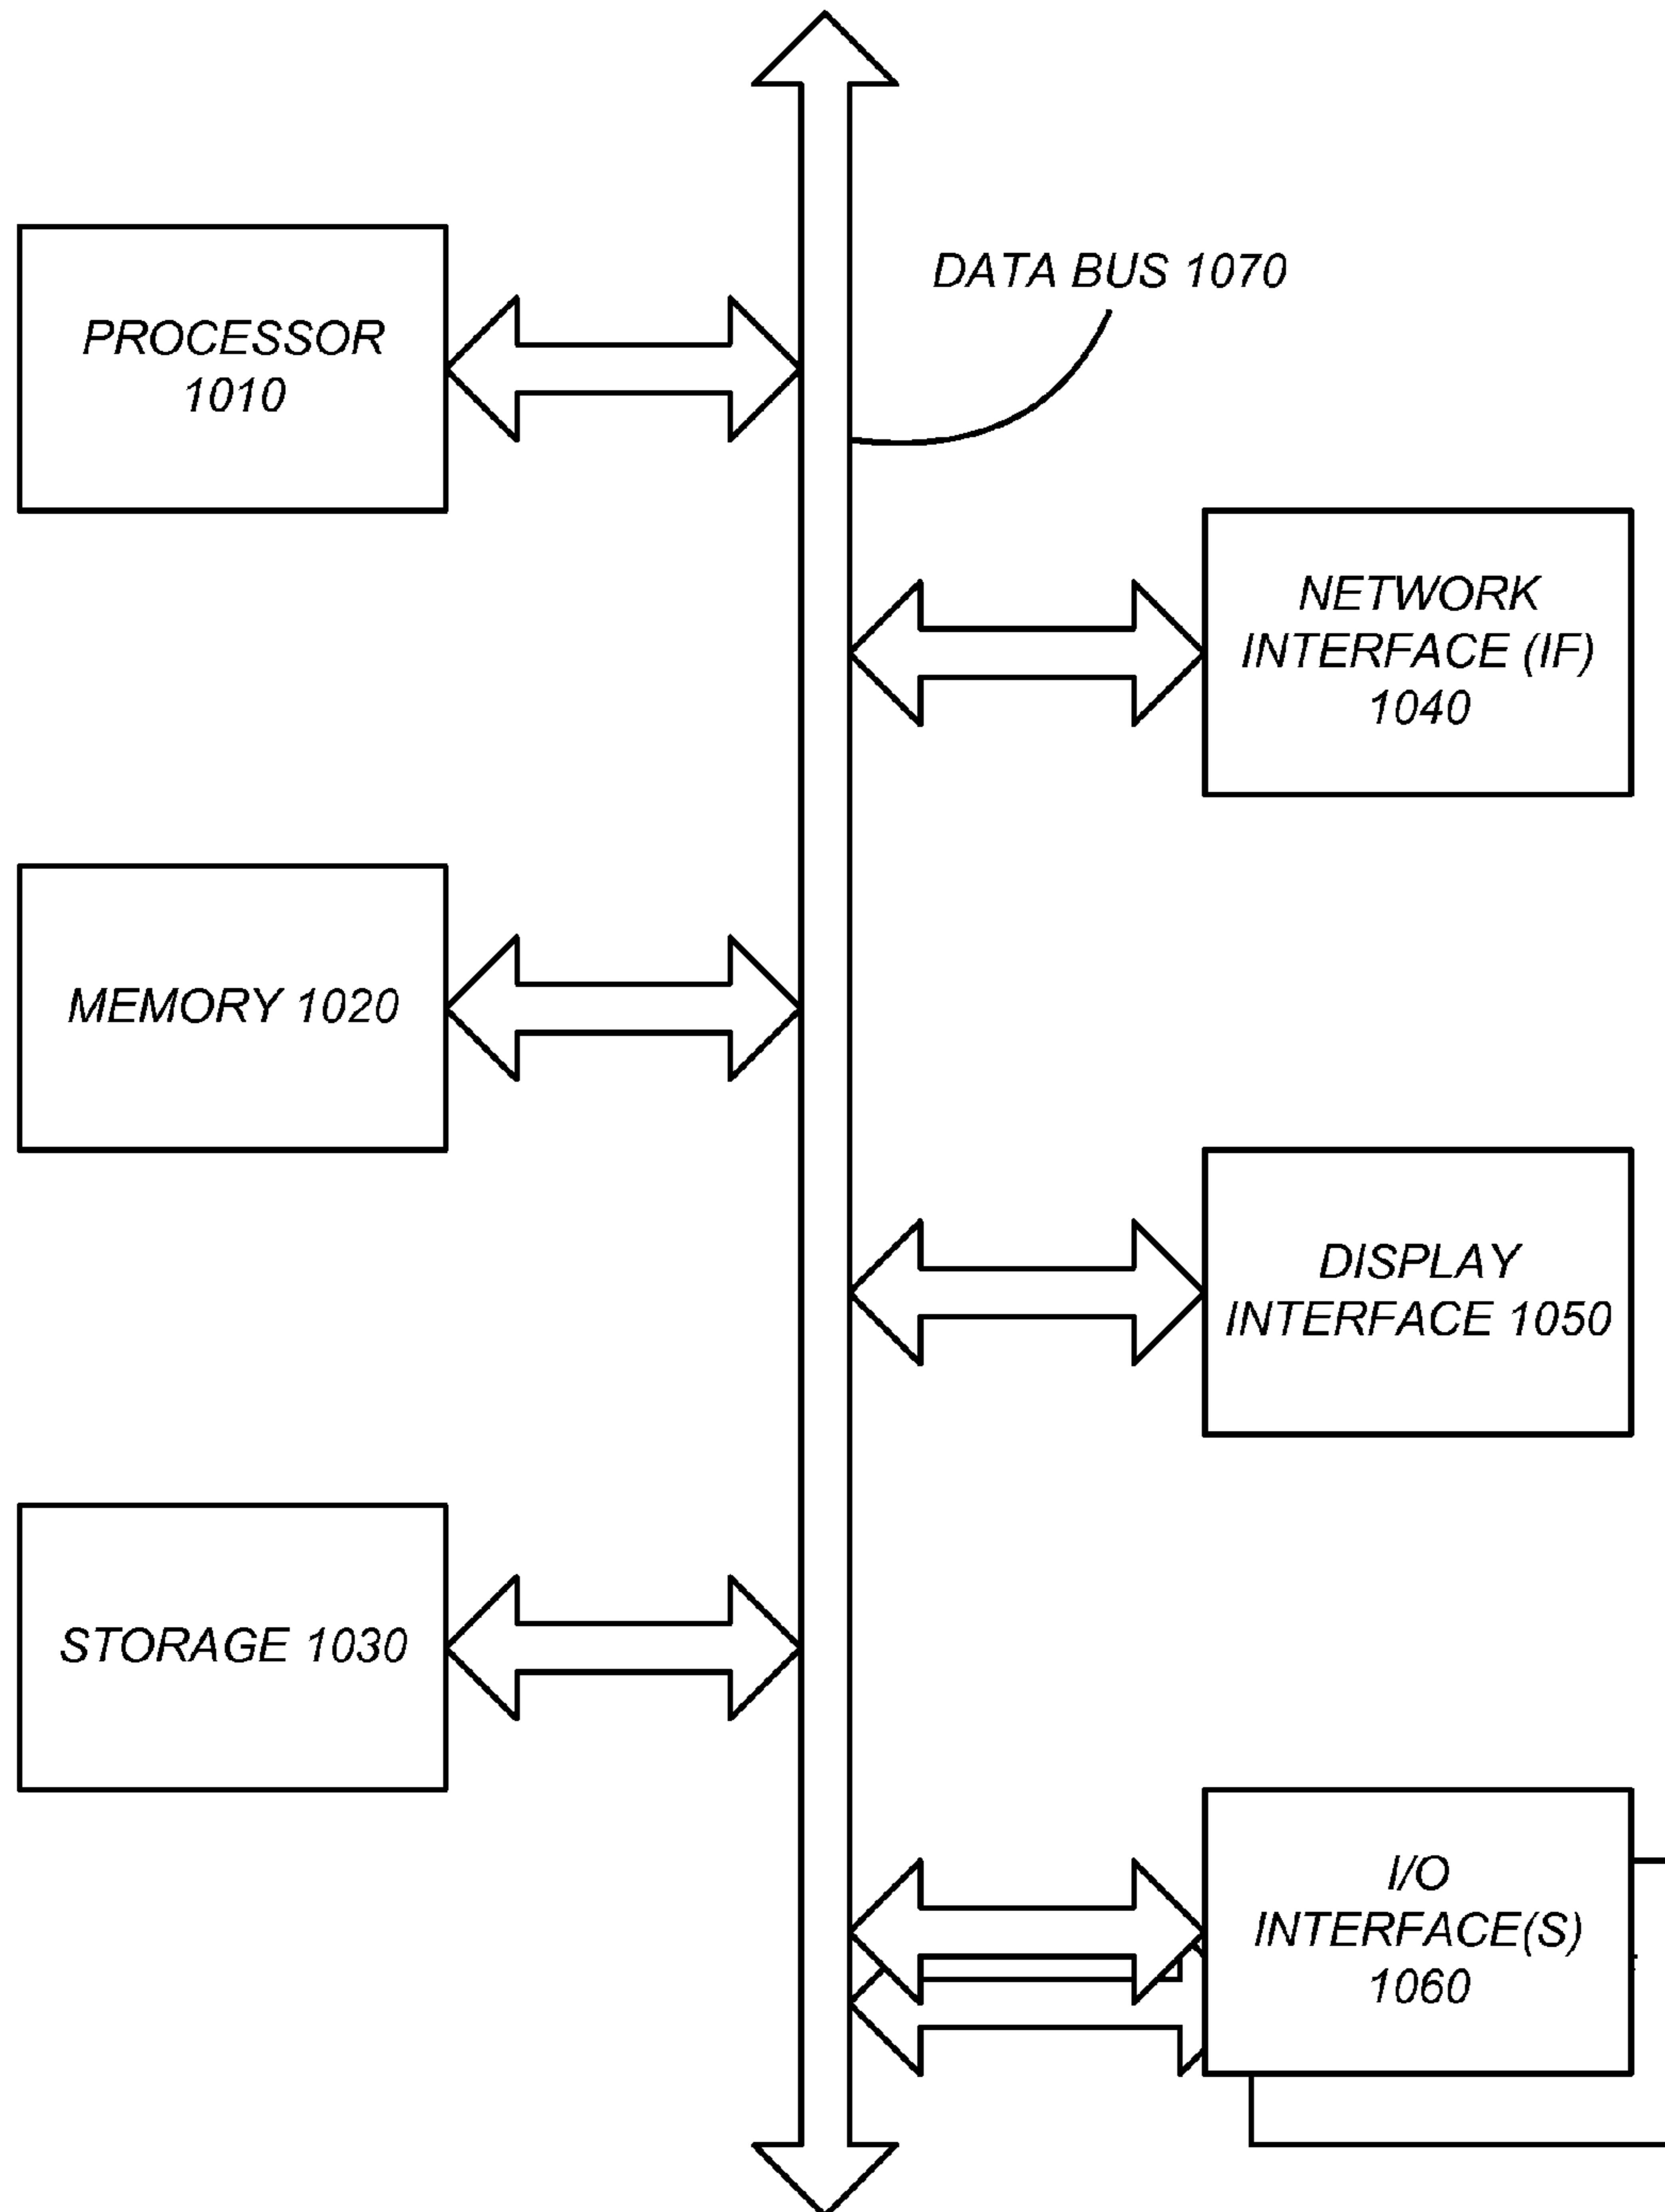 DATA BUS 1070
PROCESSOR
1010
NETWORK
INTERFACE (IF)
1040
MEMORY 1020
DISPLAY
INTERFACE 1050
STORAGE 1030
I/O
INTERFACE(S)
1060